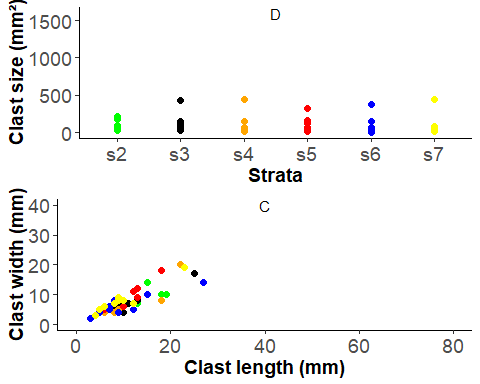 D
Clast size (mm²)
1500
1000
500
0
s2 s3 s4 s5 s6 s7
Strata
C
Clast width (mm)
40
30
20
10
0
0 20 40 60 80
Clast length (mm)